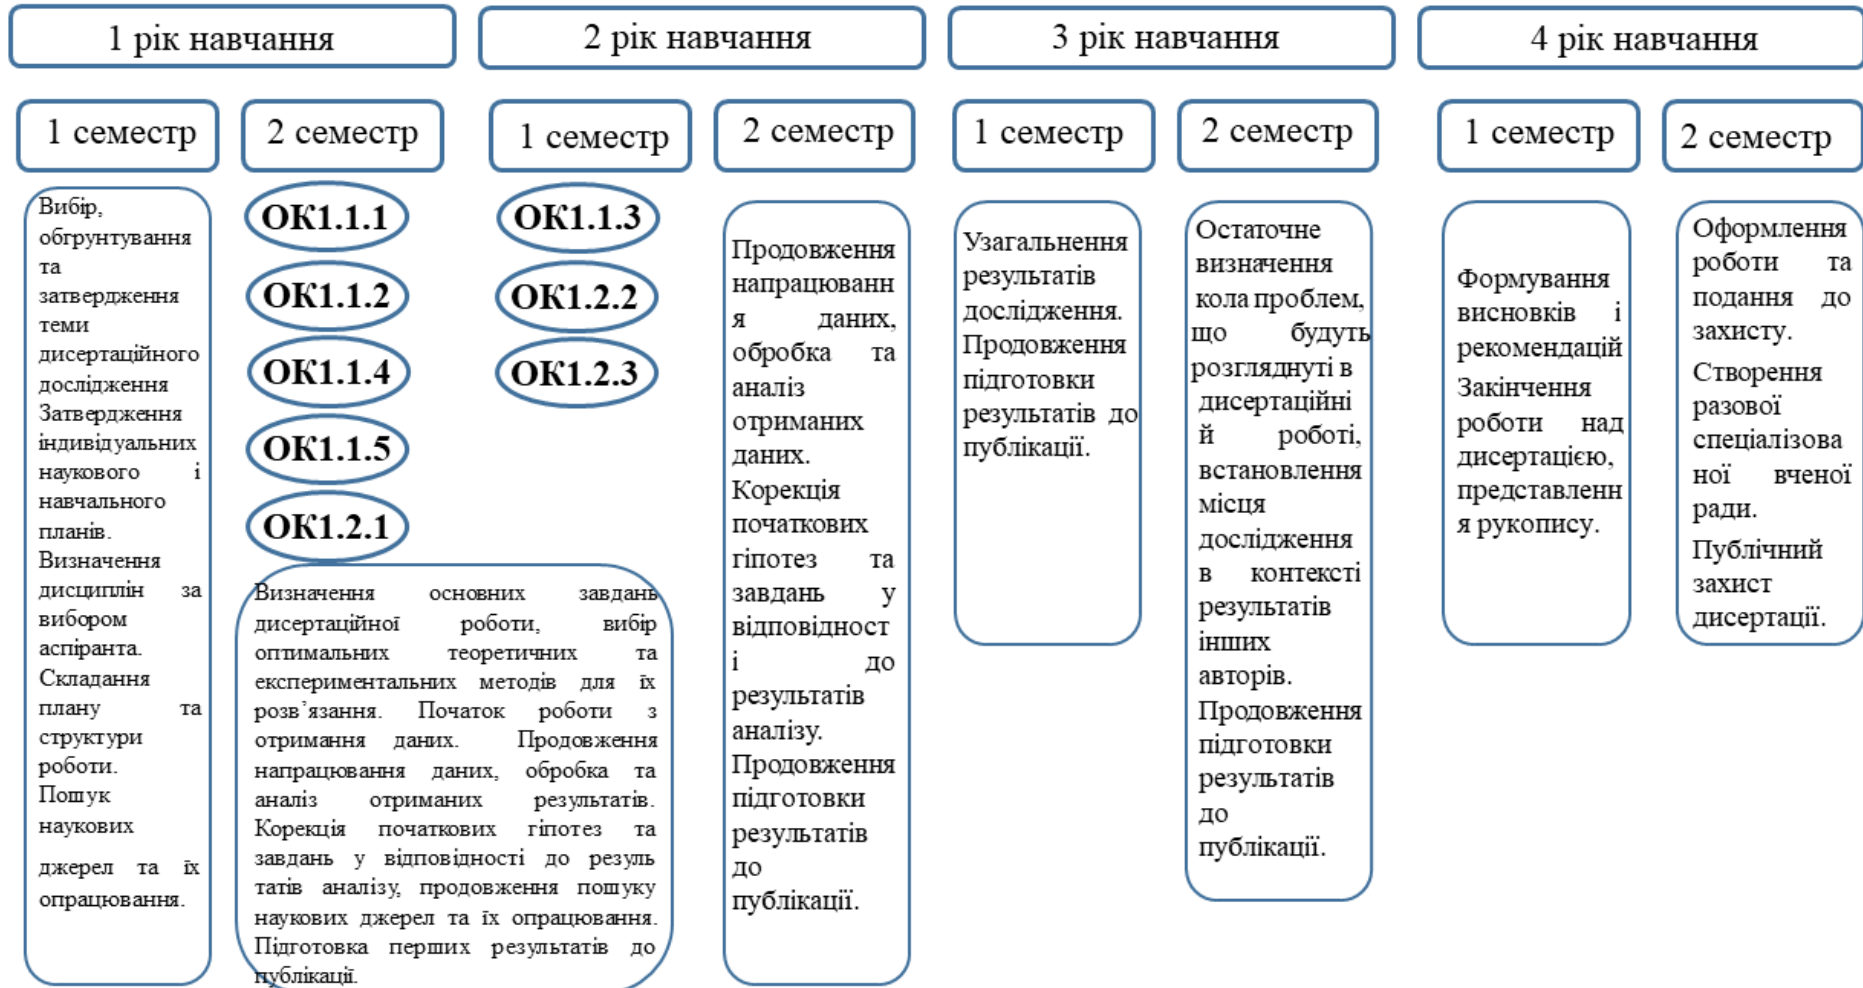 1 рік навчання
2 рік навчання
3 рік навчання
4 рік навчання
1 семестр
2 семестр
1 семестр
2 семестр
1 семестр
2 семестр
1 семестр
2 семестр
Вибір,
обгрунтування
та
затвердження
теми
дисертаційного
дослідження
Затвердження
індивідуальних
наукового і
навчального
планів.
Визначення
дисциплін за
вибором
аспіранта.
Складання
плану та
структури
роботи.
Пошук
наукових
джерел та їх
опрацювання.
ОК1.1.1
ОК1.1.2
ОК1.1.4
ОК1.1.5
ОК1.2.1
ОК1.1.3
ОК1.2.2
ОК1.2.3
Визначення основних завдань
дисертаційної роботи, вибір
оптимальних теоретичних та
експериментальних методів для їх
розв’язання. Початок роботи з
отримання даних. Продовження
напрацювання даних, обробка та
аналіз отриманих результатів.
Корекція початкових гіпотез та
завдань у відповідності до резуль
татів аналізу, продовження пошуку
наукових джерел та їх опрацювання.
Підготовка перших результатів до
публікації.
Продовження
напрацюванн
я даних,
обробка та
аналіз
отриманих
даних.
Корекція
початкових
гіпотез та
завдань у
відповідност
і до
результатів
аналізу.
Продовження
підготовки
результатів
до
публікації.
Узагальнення
результатів
дослідження.
Продовження
підготовки
результатів до
публікації.
Остаточне
визначення
кола проблем,
що будуть
розгляднуті в
дисертаційні
й роботі,
встановлення
місця
дослідження
в контексті
результатів
інших
авторів.
Продовження
підготовки
результатів
до
публікації.
Формування
висновків і
рекомендацій
Закінчення
роботи над
дисертацією,
представленн
я рукопису.
Оформлення
роботи та
подання до
захисту.
Створення
разової
спеціалізова
ної вченої
ради.
Публічний
захист
дисертації.